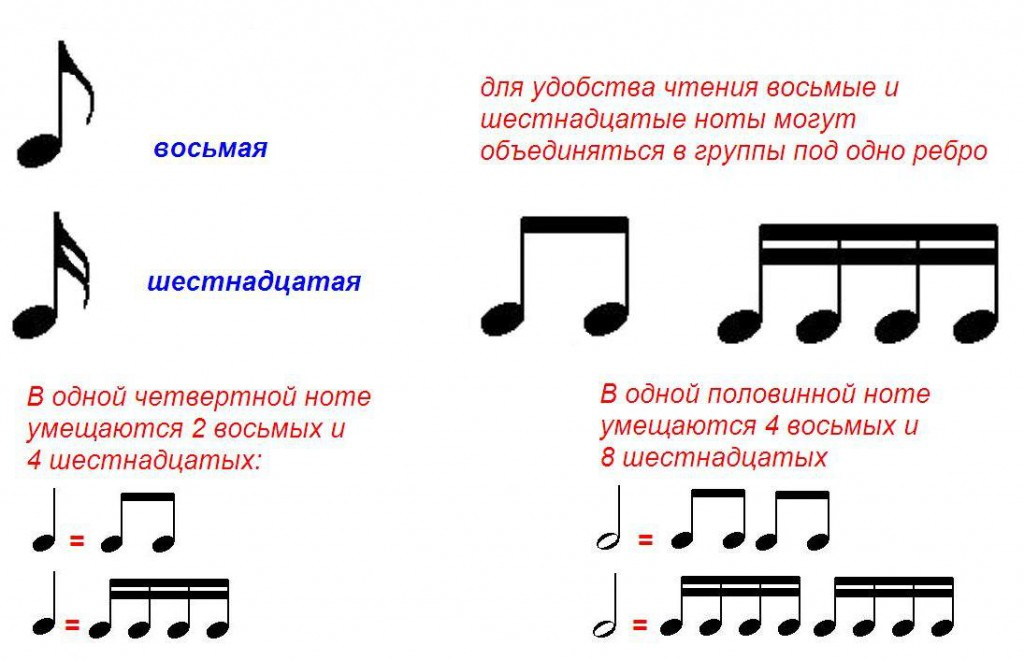 восьмая
для удобства чтения восьмые и
шестнадцатые ноты могут
объединяться в группы под одно ребро
шестнадцатая
В одной четвертной ноте
умещаются 2 восьмых и
4 шестнадцатых:
=
=
В одной половинной ноте
умещаются 4 восьмых и
8 шестнадцатых
=
=